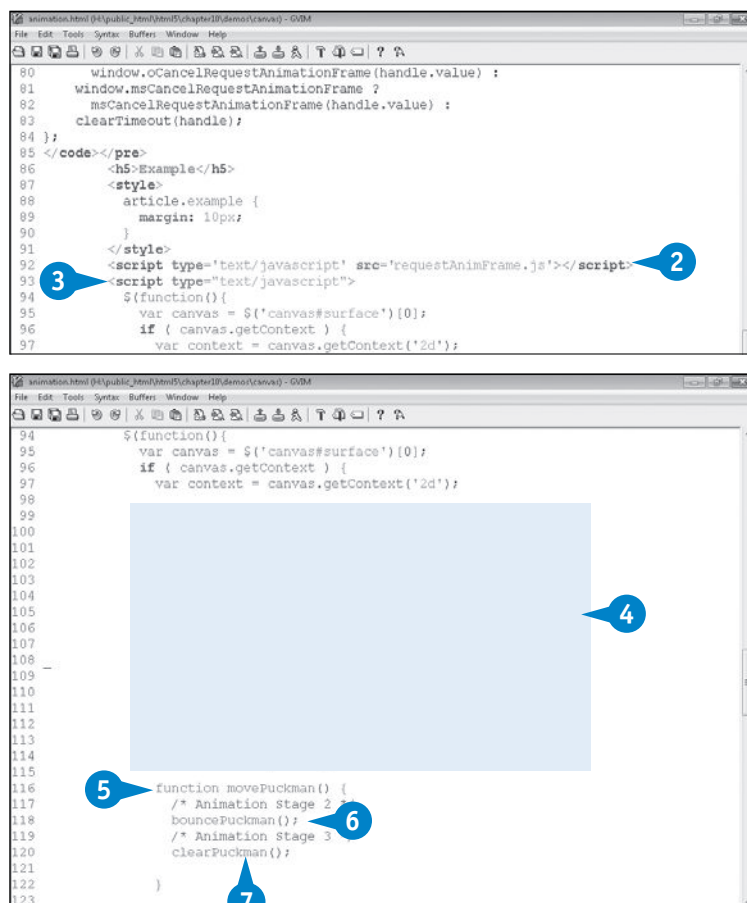 animation.html (H:\public_html\html5\chapter10\demos\canvas) - GVIM
File Edit Tools Syntax Buffers Window Help
80 window.oCancelRequestAnimationFrame(handle.value) :
81 window.msCancelRequestAnimationFrame ?
82 msCancelRequestAnimationFrame(handle.value) :
83 clearTimeout(handle);
84 };
85 </code></pre>
86 <h5>Example</h5>
87 <style>
88 article.example {
89 margin: 10px;
90 }
91 </style>
92 <script type='text/javascript' src='requestAnimFrame.js'></script> 2
93 3 <script type="text/javascript">
94 $(function(){
95 var canvas = $('canvas#surface')[0];
96 if ( canvas.getContext ) {
97 var context = canvas.getContext('2d');
animation.html (H:\public_html\html5\chapter10\demos\canvas) - GVIM
File Edit Tools Syntax Buffers Window Help
94 $(function(){
95 var canvas = $('canvas#surface')[0];
96 if ( canvas.getContext ) {
97 var context = canvas.getContext('2d');
98
99
100
101
102
103
104
105 4
106
107
108 _
109
110
111
112
113
114
115
116 5 function movePuckman() {
117 /* Animation Stage 2 *
118 bouncePuckman(); 6
119 /* Animation Stage 3
120 clearPuckman();
121
122 }
123 7